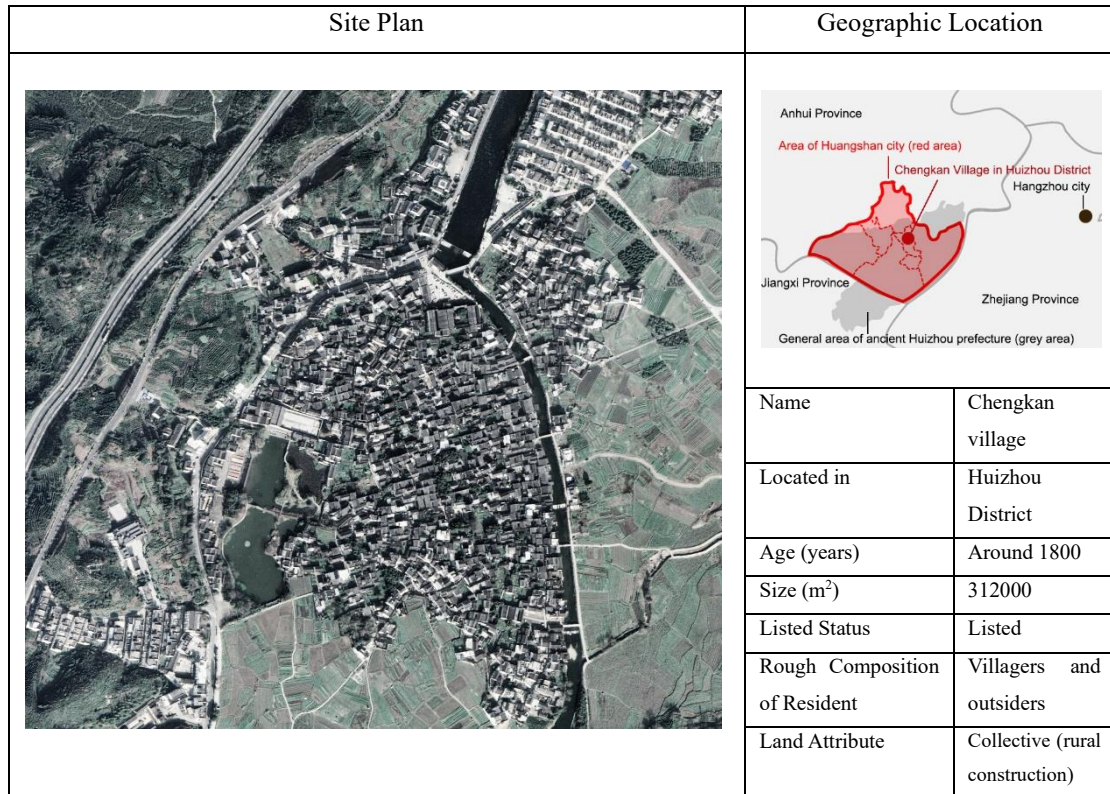 Site Plan
Geographic Location
Anhui Province
Area of Huangshan city (red area)
Chengkan Village in Huizhou District
Hangzhou city
Jiangxi Province
Zhejiang Province
General area of ancient Huizhou prefecture (grey area)
Name
Chengkan
village
Located in
Huizhou
District
Age (years)
Around 1800
Size (m²)
312000
Listed Status
Listed
Rough Composition
of Resident
Villagers and
outsiders
Land Attribute
Collective (rural
construction)